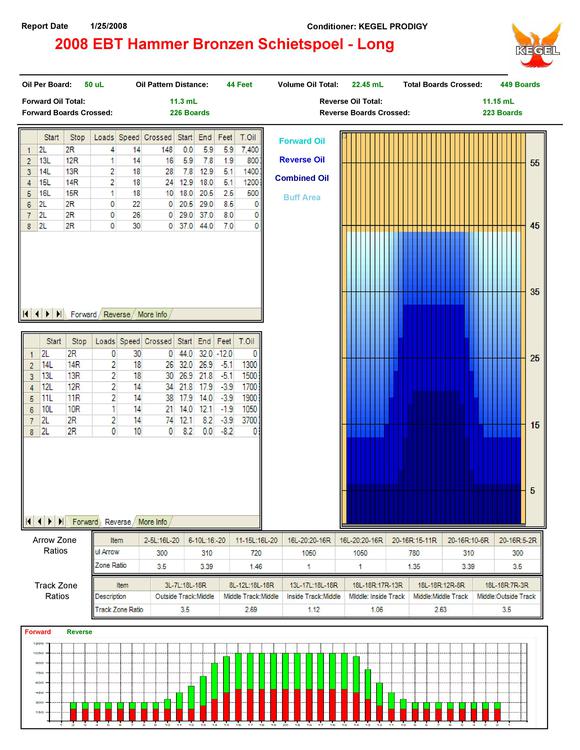 Report Date 1/25/2008 Conditioner: KEGEL PRODIGY
2008 EBT Hammer Bronzen Schietspoel - Long
KEGEL
Oil Per Board: 50 uL Oil Pattern Distance: 44 Feet Volume Oil Total: 22.45 mL Total Boards Crossed: 449 Boards
Forward Oil Total: 11.3 mL Reverse Oil Total: 11.15 mL
Forward Boards Crossed: 226 Boards Reverse Boards Crossed: 223 Boards
Start Stop Loads Speed Crossed Start End Feet T.Oil
1 2L 2R 4 14 148 0.0 5.9 5.9 7,400
2 13L 12R 1 14 16 5.9 7.8 1.9 800
3 14L 13R 2 18 28 7.8 12.9 5.1 1400
4 15L 14R 2 18 24 12.9 18.0 5.1 1200
5 16L 15R 1 18 10 18.0 20.5 2.5 500
6 2L 2R 0 22 0 20.5 29.0 8.5 0
7 2L 2R 0 26 0 29.0 37.0 8.0 0
8 2L 2R 0 30 0 37.0 44.0 7.0 0
Forward Reverse More Info
Forward Oil
Reverse Oil
Combined Oil
Buff Area
55
45
35
25
15
5
Start Stop Loads Speed Crossed Start End Feet T.Oil
1 2L 2R 0 30 0 44.0 32.0 -12.0 0
2 14L 14R 2 18 26 32.0 26.9 -5.1 1300
3 13L 13R 2 18 30 26.9 21.8 -5.1 1500
4 12L 12R 2 14 34 21.8 17.9 -3.9 1700
5 11L 11R 2 14 38 17.9 14.0 -3.9 1900
6 10L 10R 1 14 21 14.0 12.1 -1.9 1050
7 2L 2R 2 14 74 12.1 8.2 -3.9 3700
8 2L 2R 0 10 0 8.2 0.0 -8.2 0
Forward Reverse More Info
Arrow Zone Ratios
Item 2-5L:16L-20 6-10L:16-20 11-15L:16-20 16L-20:20-16R 16L-20:20-16R 20-16R:15-11R 20-16R:10-6R 20-16R:5-2R
ul Arrow 300 310 720 1050 1050 780 310 300
Zone Ratio 3.5 3.39 1.46 1 1 1.35 3.39 3.5
Track Zone Ratios
Item 3L-7L:18L-18R 8L-12L:18L-18R 13L-17L:18L-18R 18L-18R:17R-13R 18L-18R:12R-8R 18L-18R:7R-3R
Description Outside Track:Middle Middle Track:Middle Inside Track:Middle Middle: Inside Track Middle:Middle Track Middle:Outside Track
Track Zone Ratio 3.5 2.69 1.12 1.06 2.63 3.5
Forward Reverse